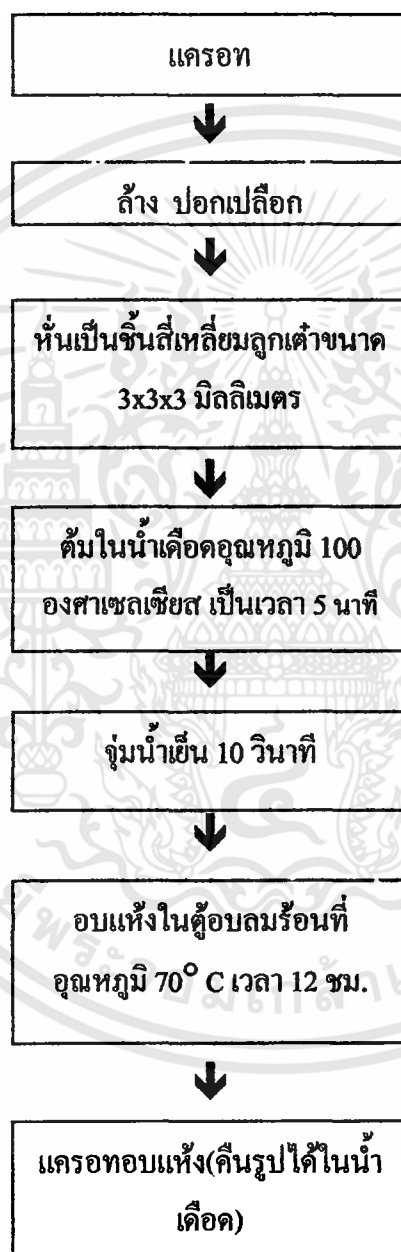 แครอท
ล้าง ปอกเปลือก
หั่นเป็นชิ้นสี่เหลี่ยมลูกเต๋าขนาด
3x3x3 มิลลิเมตร
ต้มในน้ำเดือดอุณหภูมิ 100
องศาเซลเซียส เป็นเวลา 5 นาที
จุ่มน้ำเย็น 10 วินาที
อบแห้งในตู้อบลมร้อนที่
อุณหภูมิ 70° C เวลา 12 ชม.
แครอทอบแห้ง(คืนรูปได้ในน้ำ
เดือด)